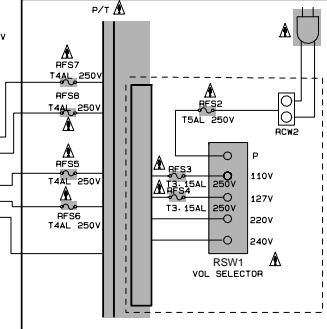 P/T
V
RFS7
T4AL 250V
RFS8
T4AL 250V
RFS2
T5AL 250V
RCW2
P
RFS5
T4AL 250V
RFS3
110V
T3.15AL 250V
RFS4
127V
T3.15AL 250V
RFS6
T4AL 250V
220V
240V
RSW1
VOL SELECTOR